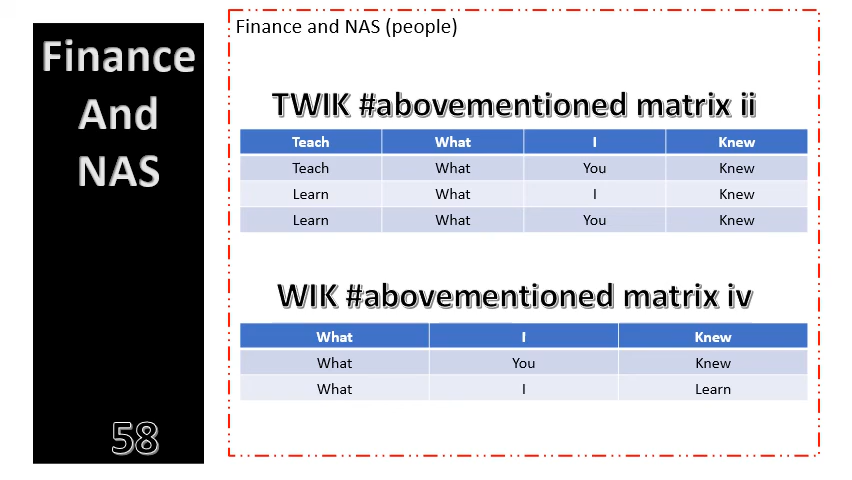 Finance
And
NAS
58
Finance and NAS (people)
TWIK #abovementioned matrix ii
Teach What I Knew
Teach What You Knew
Learn What I Knew
Learn What You Knew
WIK #abovementioned matrix iv
What I Knew
What You Knew
What I Learn